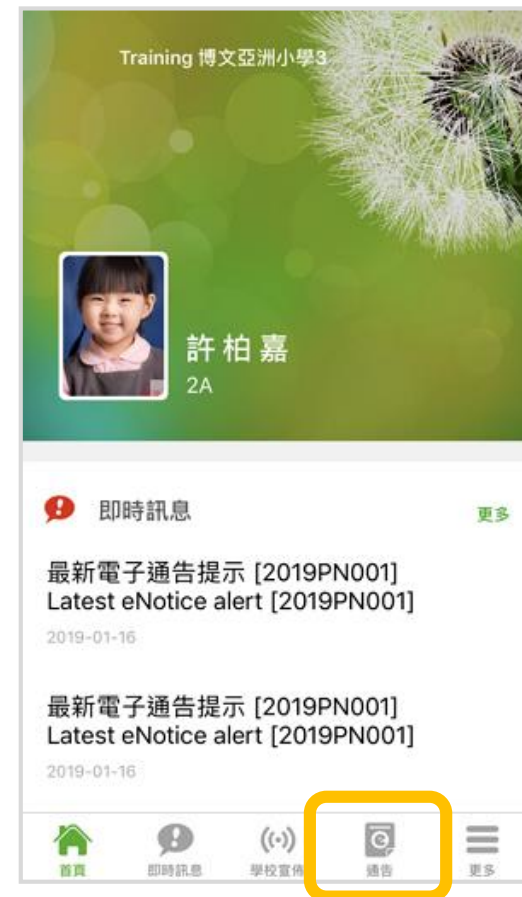 Training 博文亞洲小學3
許柏嘉
2A
即時訊息
更多
最新電子通告提示 [2019PN001]
Latest eNotice alert [2019PN001]
2019-01-16
最新電子通告提示 [2019PN001]
Latest eNotice alert [2019PN001]
2019-01-16
首頁 即時訊息 學校宣佈 通告 更多